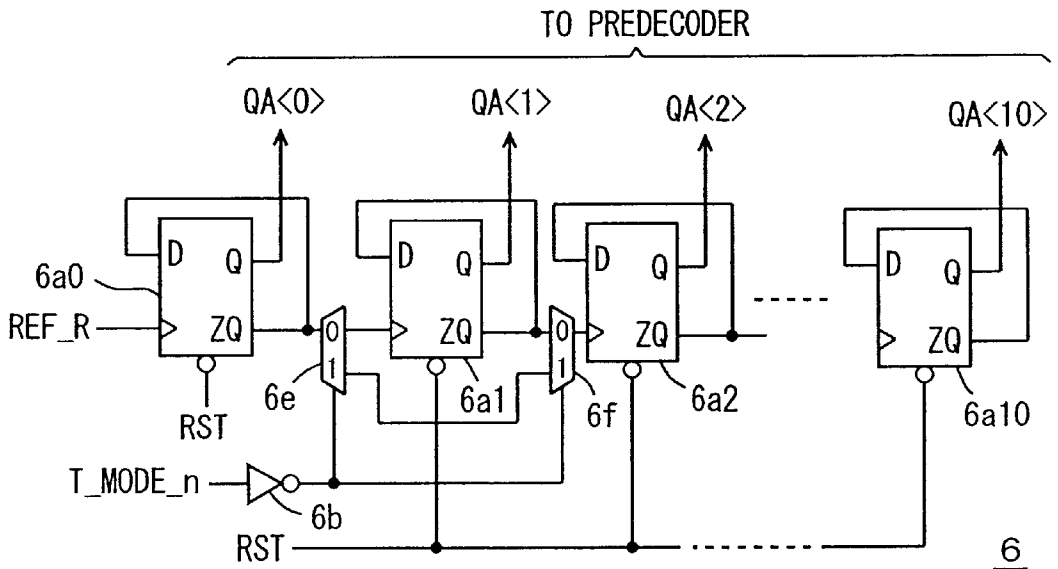 TO PREDECODER
QA<0>
QA<1>
QA<2>
QA<10>
D
Q
ZQ
D
Q
ZQ
D
Q
ZQ
D
Q
ZQ
6a0
REF_R
0
1
0
1
6e
6a1
6f
6a2
6a10
RST
T_MODE_n
6b
RST
6